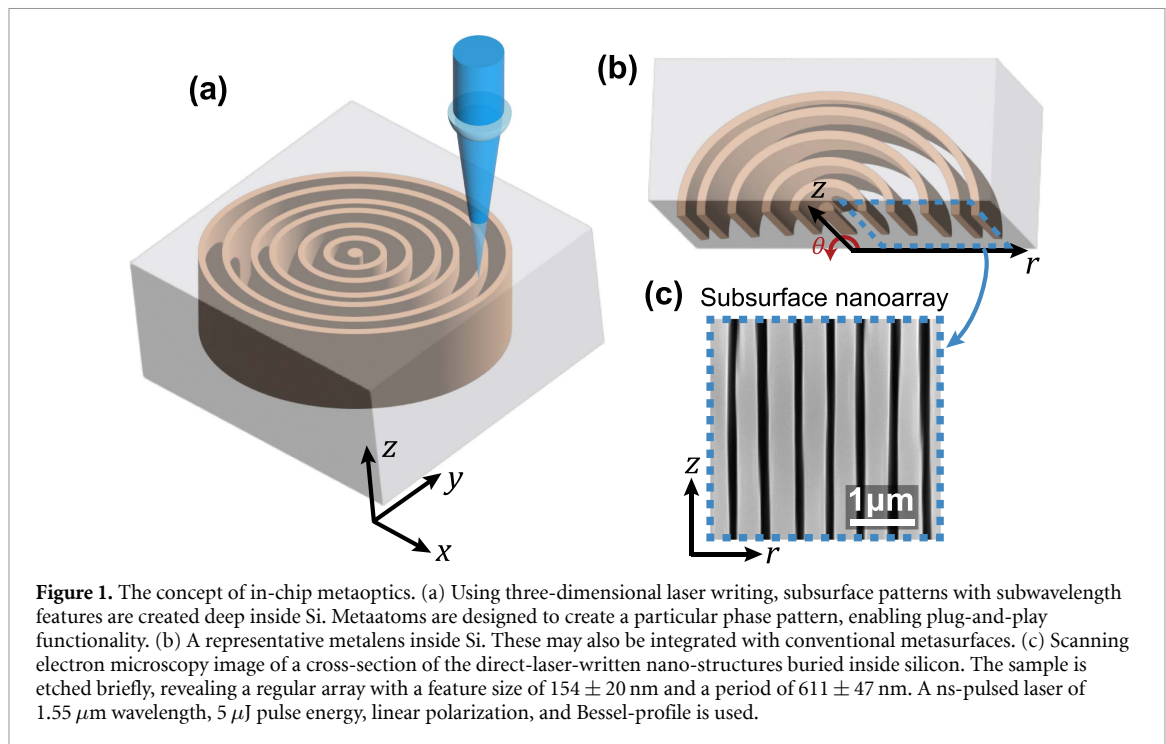 (a)
(b)
z
θ
r
(c) Subsurface nanoarray
z
y
x
z
1μm
r
Figure 1. The concept of in-chip metaoptics. (a) Using three-dimensional laser writing, subsurface patterns with subwavelength
features are created deep inside Si. Metaatoms are designed to create a particular phase pattern, enabling plug-and-play
functionality. (b) A representative metalens inside Si. These may also be integrated with conventional metasurfaces. (c) Scanning
electron microscopy image of a cross-section of the direct-laser-written nano-structures buried inside silicon. The sample is
etched briefly, revealing a regular array with a feature size of 154 ± 20 nm and a period of 611 ± 47 nm. A ns-pulsed laser of
1.55 μm wavelength, 5 μJ pulse energy, linear polarization, and Bessel-profile is used.